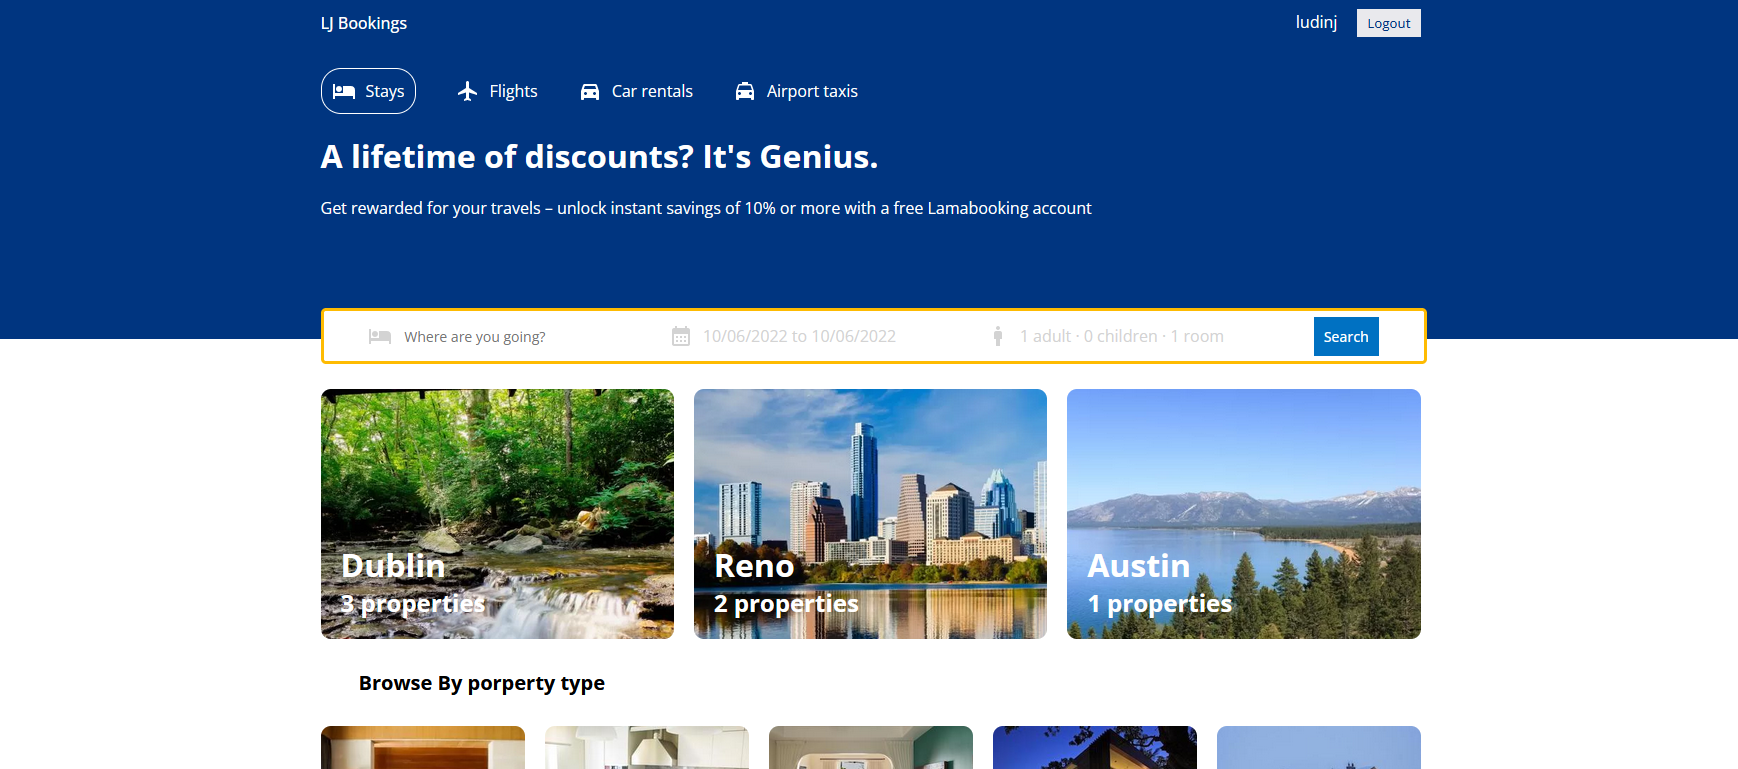 LJ Bookings
ludinj
Logout
Stays
Flights
Car rentals
Airport taxis
A lifetime of discounts? It's Genius.
Get rewarded for your travels – unlock instant savings of 10% or more with a free Lamabooking account
Where are you going?
10/06/2022 to 10/06/2022
1 adult · 0 children · 1 room
Search
Dublin
3 properties
Reno
2 properties
Austin
1 properties
Browse By porperty type